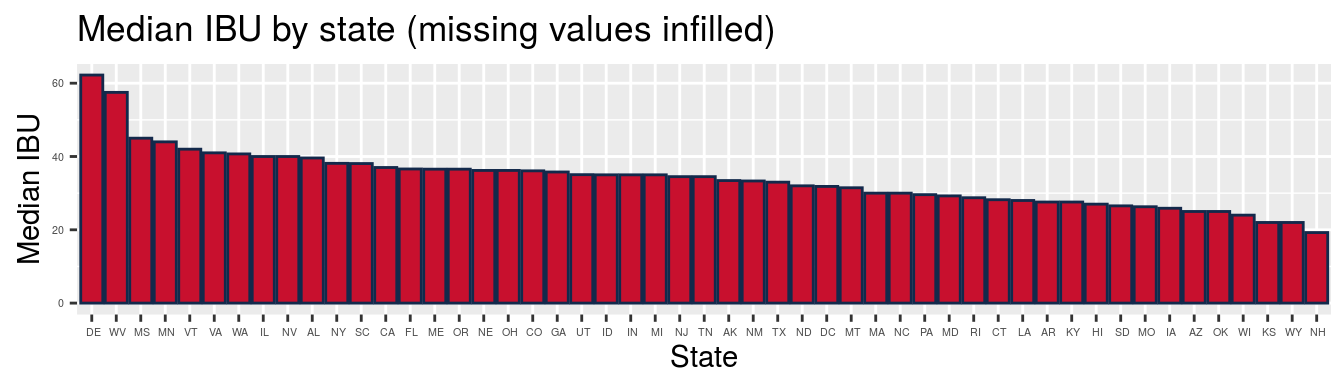 Median IBU by state (missing values infilled)
Median IBU
60
40
20
0
DE WV MS MN VT VA WA IL NV AL NY SC CA FL ME OR NE OH CO GA UT ID IN MI NJ TN AK NM TX ND DC MT MA NC PA MD RI CT LA AR KY HI SD MO IA AZ OK WI KS WY NH
State